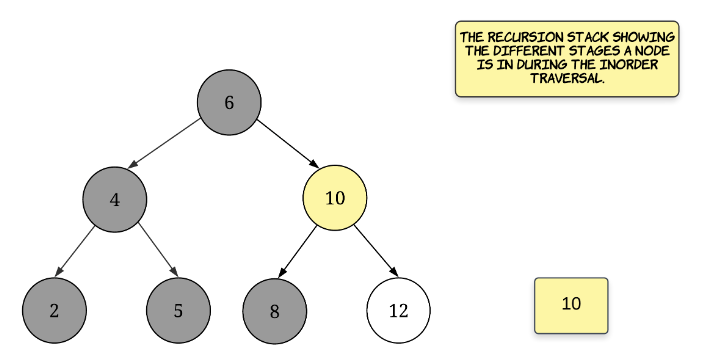 THE RECURSION STACK SHOWING
THE DIFFERENT STAGES A NODE
IS IN DURING THE INORDER
TRAVERSAL.
6
4
10
2
5
8
12
10